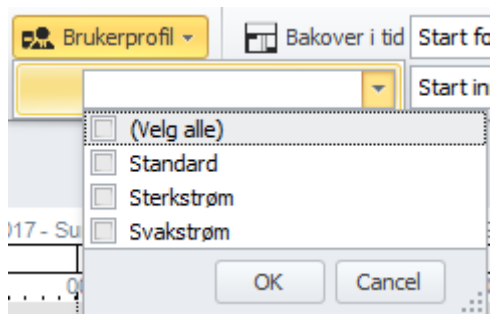 Brukerprofil
Bakover i tid
Start fo
Start in
(Velg alle)
Standard
Sterkstrøm
Svakstrøm
017 - Su
OK
Cancel